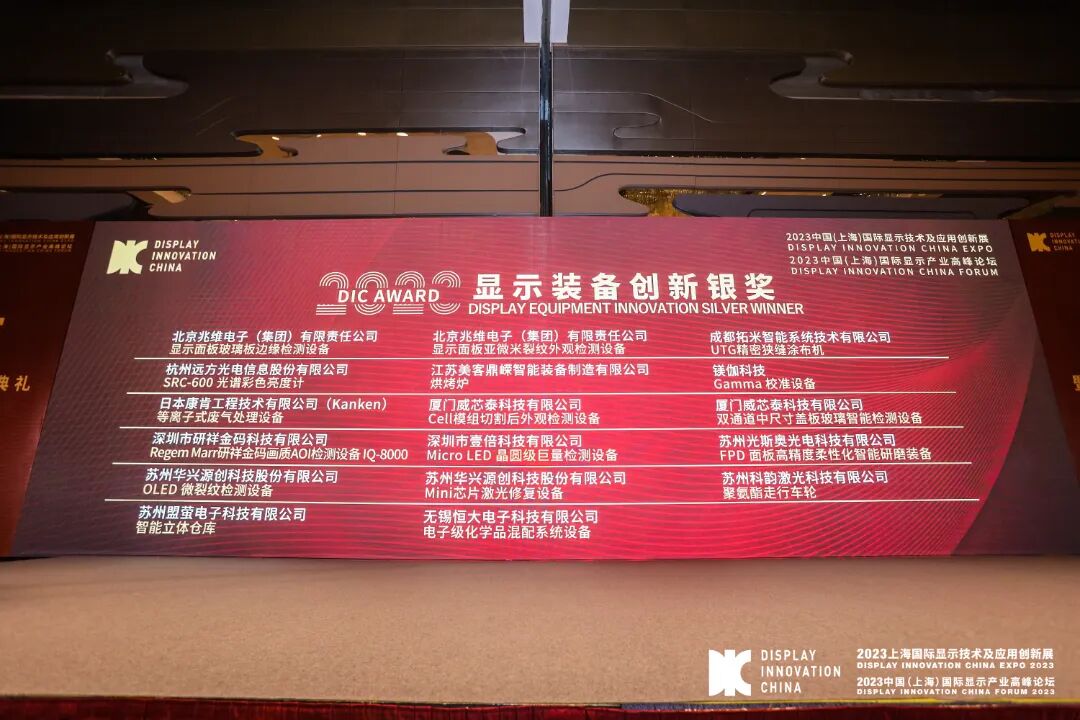 DISPLAY
INNOVATION
CHINA
2023中国(上海)国际显示技术及应用创新展
DISPLAY INNOVATION CHINA EXPO
2023中国(上海)国际显示产业高峰论坛
DISPLAY INNOVATION CHINA FORUM
2023
DIC AWARD
显示装备创新银奖
DISPLAY EQUIPMENT INNOVATION SILVER WINNER
北京兆维电子（集团）有限责任公司
显示面板玻璃板边缘检测设备
北京兆维电子（集团）有限责任公司
显示面板亚微米裂纹外观检测设备
成都拓米智能系统技术有限公司
UTG精密狭缝涂布机
杭州远方光电信息股份有限公司
SRC-600 光谱彩色亮度计
江苏美客鼎嵘智能装备制造有限公司
烘烤炉
镁伽科技
Gamma 校准设备
日本康肯工程技术有限公司（Kanken）
等离子式废气处理设备
厦门威芯泰科技有限公司
Cell模组切割后外观检测设备
厦门威芯泰科技有限公司
双通道中尺寸盖板玻璃智能检测设备
深圳市研祥金码科技有限公司
Regem Marr研祥金码画质AOI检测设备 IQ-8000
深圳市壹倍科技有限公司
Micro LED 晶圆级巨量检测设备
苏州光斯奥光电科技有限公司
FPD 面板高精度柔性化智能研磨装备
苏州华兴源创科技股份有限公司
OLED 微裂纹检测设备
苏州华兴源创科技股份有限公司
Mini芯片激光修复设备
苏州科韵激光科技有限公司
聚氨酯走行车轮
苏州盟萤电子科技有限公司
智能立体仓库
无锡恒大电子科技有限公司
电子级化学品混配系统设备
典礼
DISPLAY
INNOVATION
CHINA
2023上海国际显示技术及应用创新展
DISPLAY INNOVATION CHINA EXPO 2023
2023中国(上海)国际显示产业高峰论坛
DISPLAY INNOVATION CHINA FORUM 2023